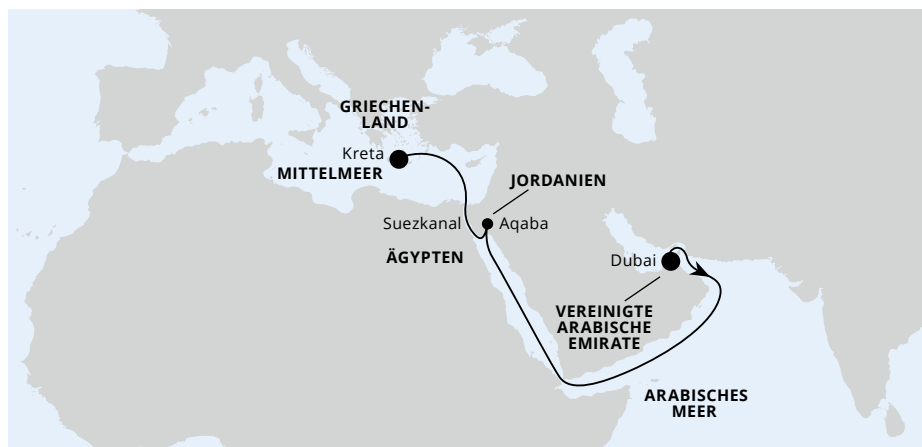 GRIECHEN-
LAND
Kreta
MITTELMEER
JORDANIEN
Suezkanal
Aqaba
ÄGYPTEN
Dubai
VEREINIGTE
ARABISCHE
EMIRATE
ARABISCHES
MEER